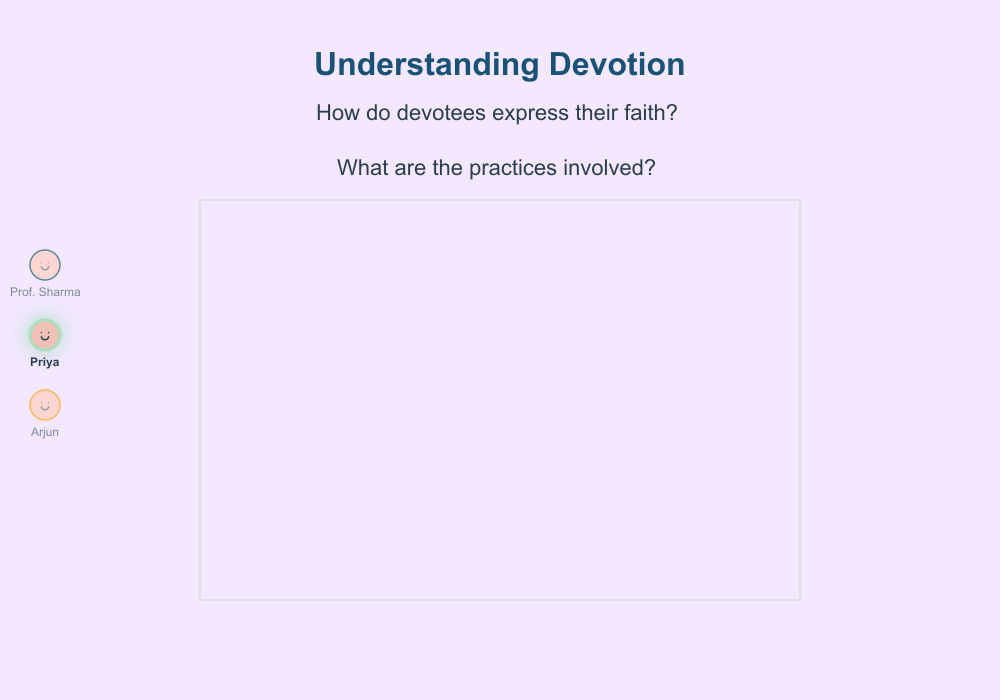 Understanding Devotion
How do devotees express their faith?
What are the practices involved?
Prof. Sharma
Priya
Arjun